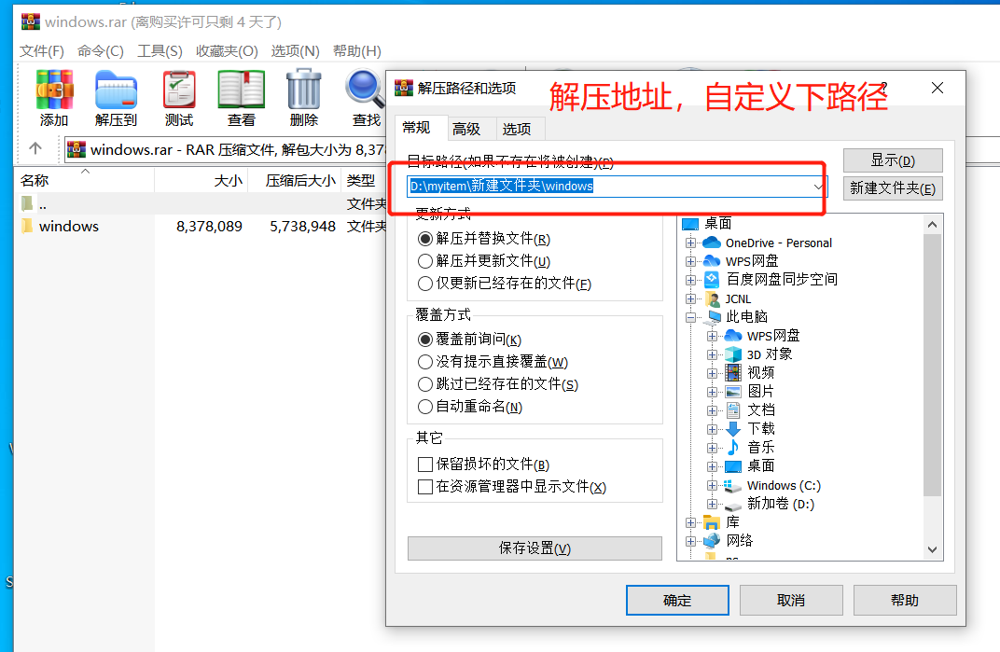 windows.rar (离购买许可只剩 4 天了)
文件(F) 命令(C) 工具(S) 收藏夹(O) 选项(N) 帮助(H)
添加 解压到 测试 查看 删除 查找
windows.rar - RAR 压缩文件, 解包大小为 8,378
名称 大小 压缩后大小 类型
.. 文件夹
windows 8,378,089 5,738,948 文件夹
解压路径和选项
解压地址，自定义下路径
常规 高级 选项
目标路径(如果不存在将被创建)(P)
D:\myitem\新建文件夹\windows
显示(D)
新建文件夹(E)
更新方式
解压并替换文件(R)
解压并更新文件(U)
仅更新已经存在的文件(F)
覆盖方式
覆盖前询问(K)
没有提示直接覆盖(W)
跳过已经存在的文件(S)
自动重命名(N)
其它
保留损坏的文件(B)
在资源管理器中显示文件(X)
保存设置(V)
桌面
OneDrive - Personal
WPS网盘
百度网盘同步空间
JCNL
此电脑
WPS网盘
3D 对象
视频
图片
文档
下载
音乐
桌面
Windows (C:)
新加卷 (D:)
库
网络
确定 取消 帮助